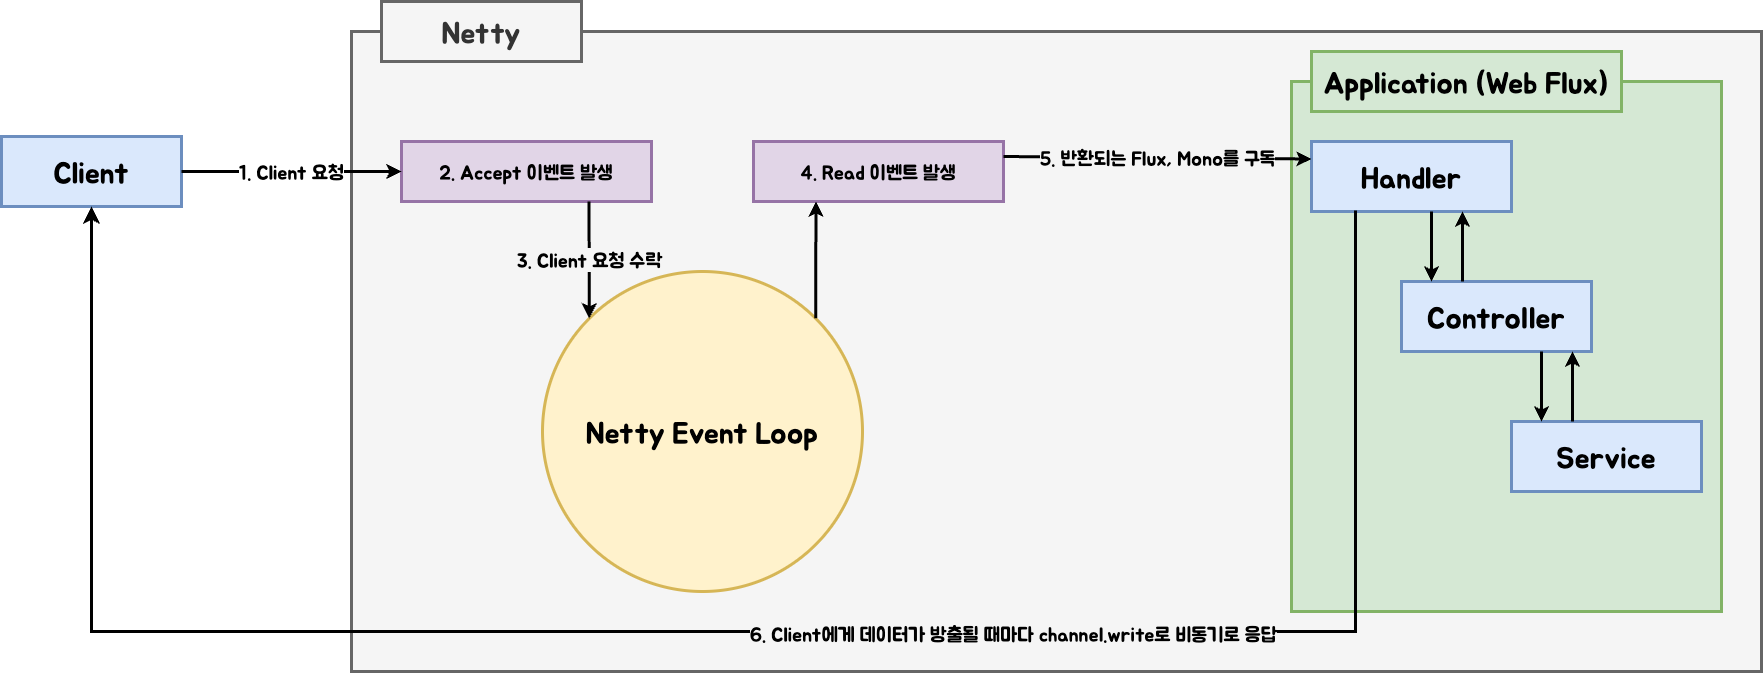 Netty
Application (Web Flux)
Client
1. Client 요청
2. Accept 이벤트 발생
4. Read 이벤트 발생
5. 반환되는 Flux, Mono를 구독
Handler
3. Client 요청 수락
Controller
Netty Event Loop
Service
6. Client에게 데이터가 방출될 때마다 channel.write로 비동기로 응답